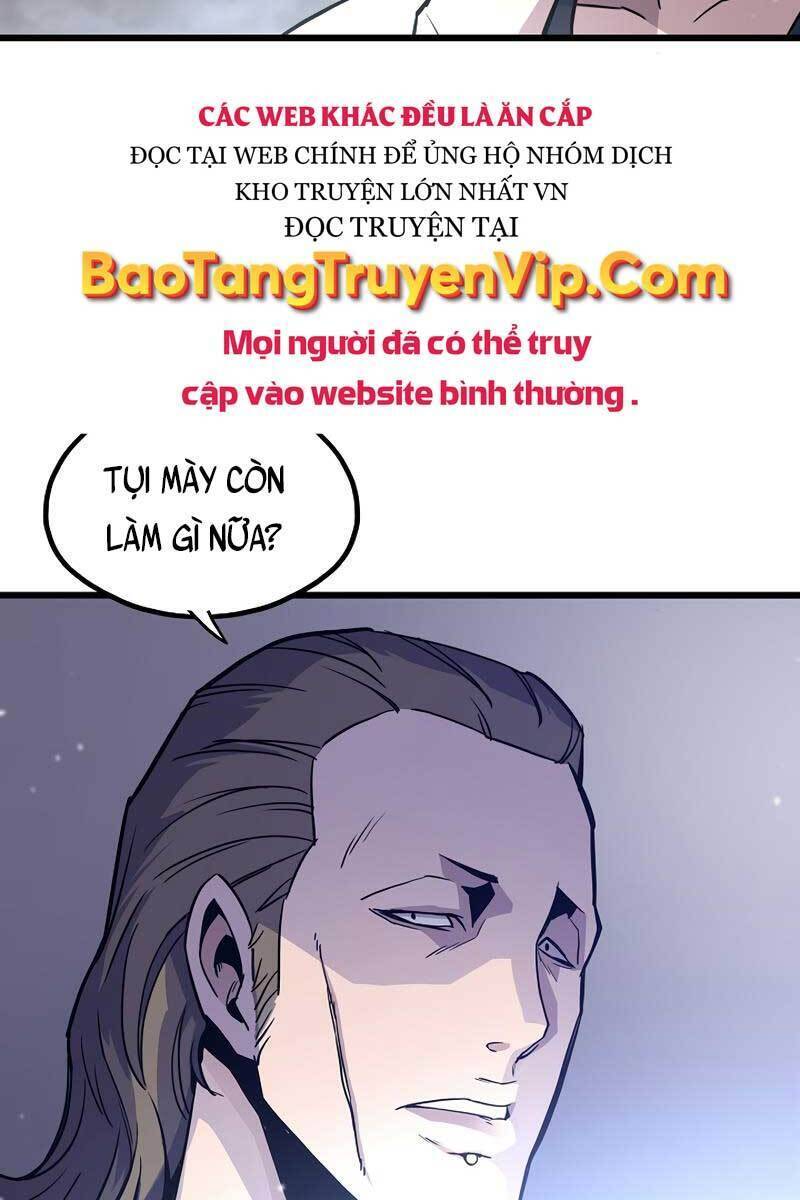 CÁC WEB KHÁC ĐỀU LÀ ĂN CẮP
ĐỌC TẠI WEB CHÍNH ĐỂ ỦNG HỘ NHÓM DỊCH
KHO TRUYỆN LỚN NHẤT VN
ĐỌC TRUYỆN TẠI
BaoTangTruyenVip.Com
Mọi người đã có thể truy
cập vào website bình thường .
TỤI MÀY CÒN
LÀM GÌ NỮA?